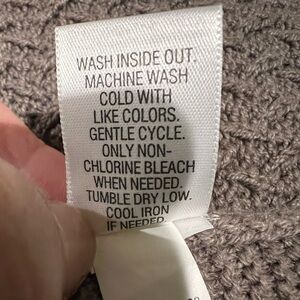 WASH INSIDE OUT.
MACHINE WASH
COLD WITH
LIKE COLORS.
GENTLE CYCLE.
ONLY NON-
CHLORINE BLEACH
WHEN NEEDED.
TUMBLE DRY LOW.
COOL IRON
IF NEEDED.